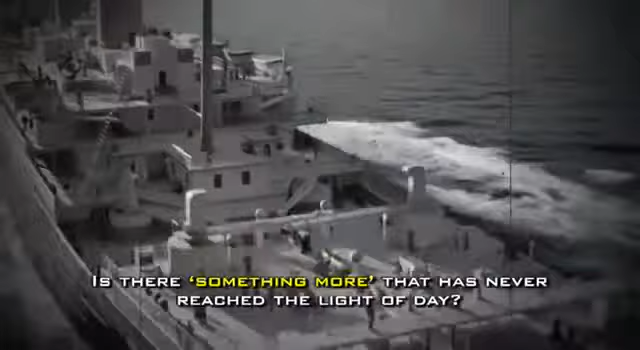 Is there ‘something more’ that has never
reached the light of day?